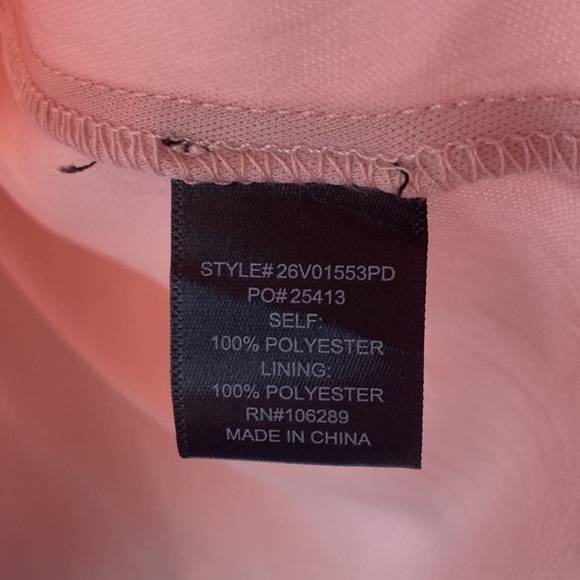 STYLE# 26V01553PD
PO# 25413
SELF:
100% POLYESTER
LINING:
100% POLYESTER
RN#106289
MADE IN CHINA